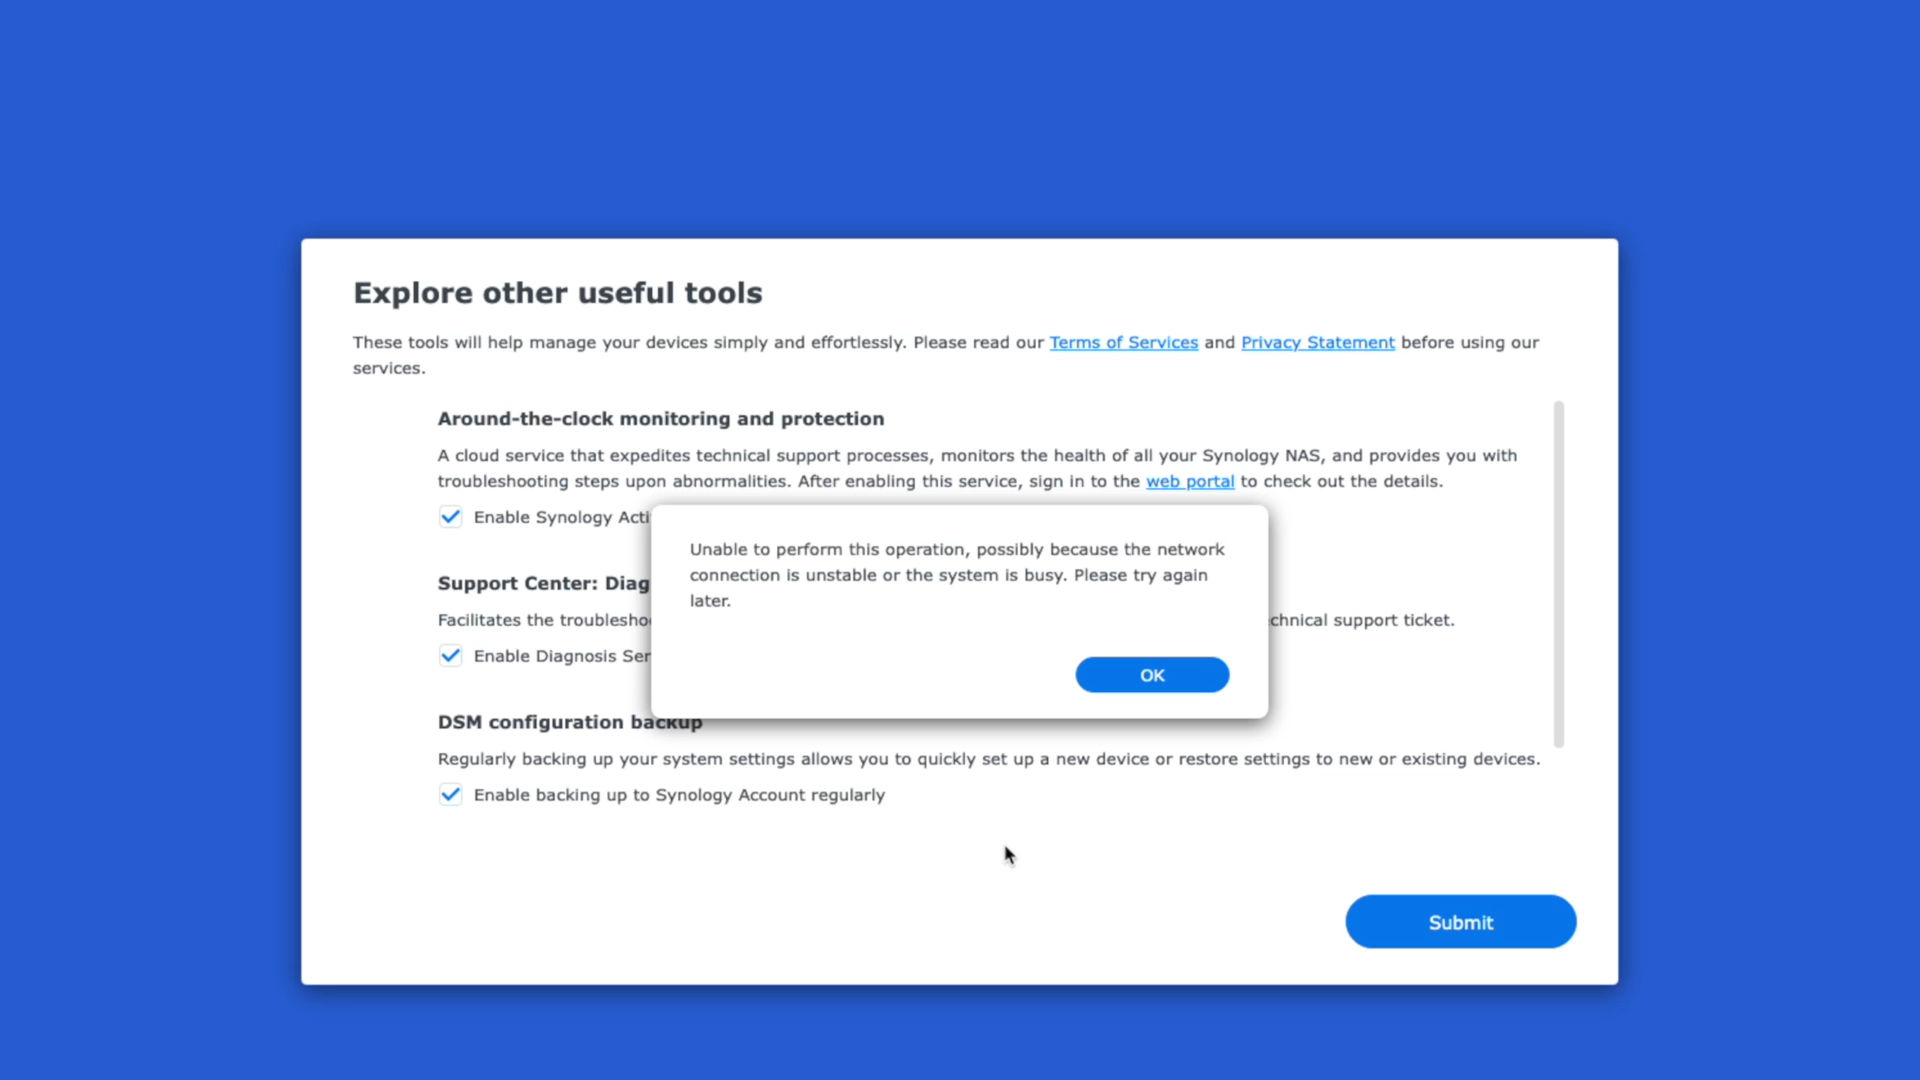 Explore other useful tools
These tools will help manage your devices simply and effortlessly. Please read our Terms of Services and Privacy Statement before using our
services.
Around-the-clock monitoring and protection
A cloud service that expedites technical support processes, monitors the health of all your Synology NAS, and provides you with
troubleshooting steps upon abnormalities. After enabling this service, sign in to the web portal to check out the details.
Enable Synology Acti
Unable to perform this operation, possibly because the network
connection is unstable or the system is busy. Please try again
later.
OK
Support Center: Diag
Facilitates the troublesho chnical support ticket.
Enable Diagnosis Ser
DSM configuration backup
Regularly backing up your system settings allows you to quickly set up a new device or restore settings to new or existing devices.
Enable backing up to Synology Account regularly
Submit